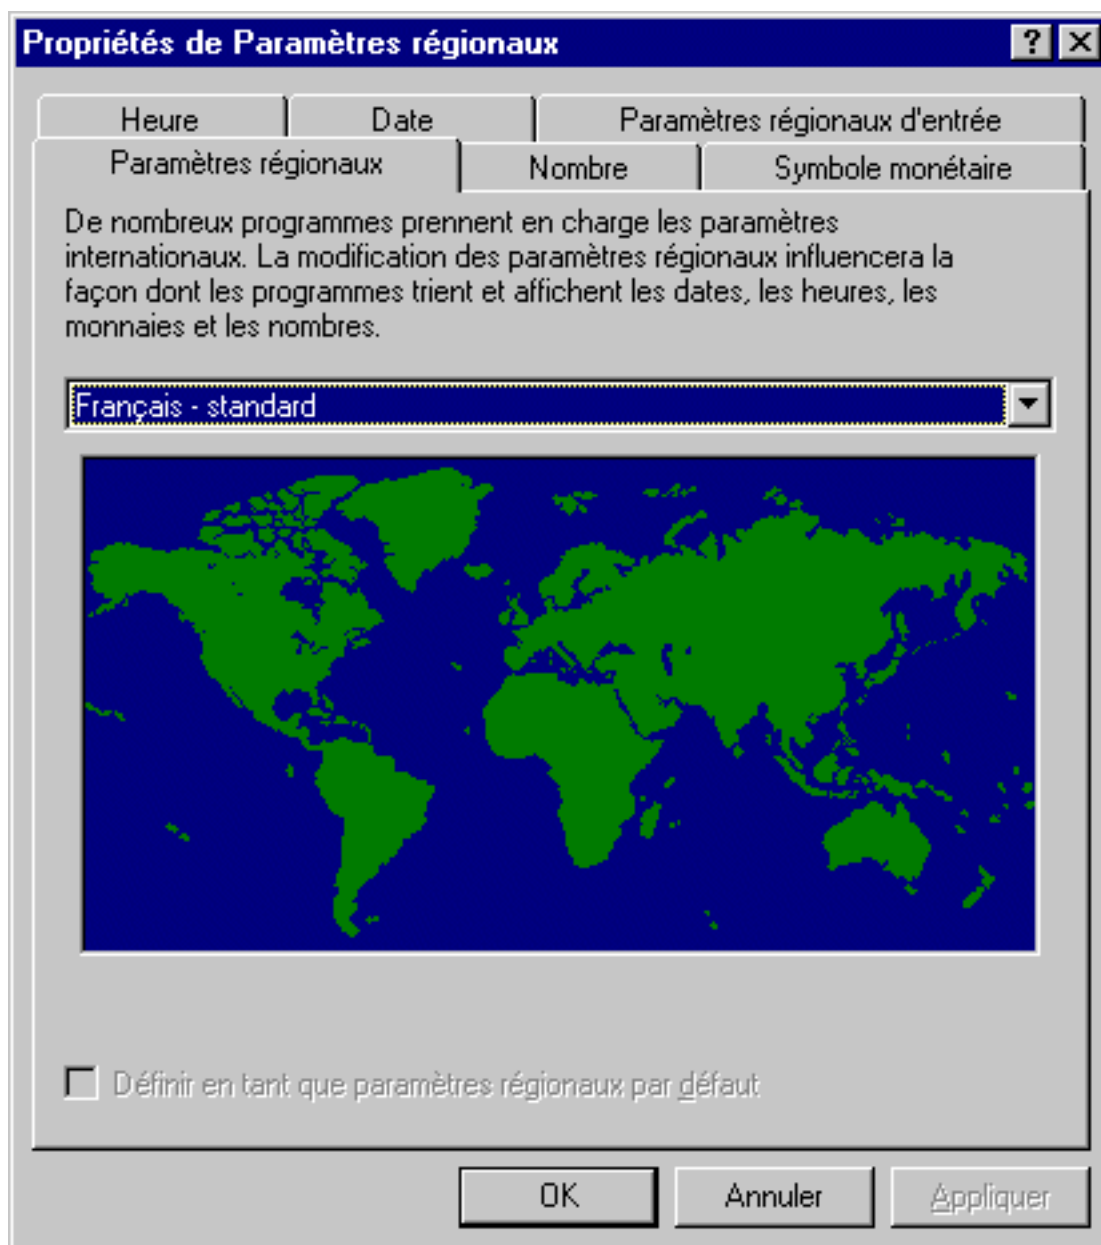 Propriétés de Paramètres régionaux
Heure
Date
Paramètres régionaux d'entrée
Paramètres régionaux
Nombre
Symbole monétaire
De nombreux programmes prennent en charge les paramètres
internationaux. La modification des paramètres régionaux influencera la
façon dont les programmes trient et affichent les dates, les heures, les
monnaies et les nombres.
Français - standard
Définir en tant que paramètres régionaux par défaut
OK
Annuler
Appliquer